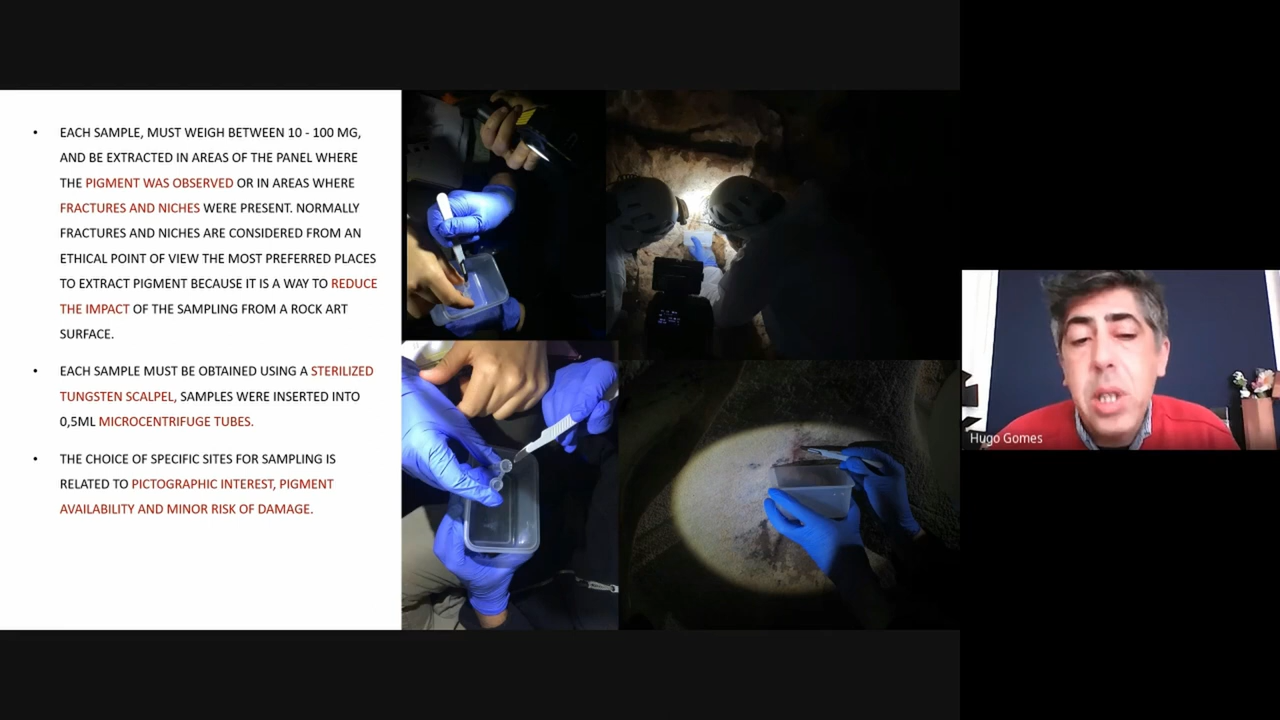 • EACH SAMPLE, MUST WEIGH BETWEEN 10 - 100 MG,
AND BE EXTRACTED IN AREAS OF THE PANEL WHERE
THE PIGMENT WAS OBSERVED OR IN AREAS WHERE
FRACTURES AND NICHES WERE PRESENT. NORMALLY
FRACTURES AND NICHES ARE CONSIDERED FROM AN
ETHICAL POINT OF VIEW THE MOST PREFERRED PLACES
TO EXTRACT PIGMENT BECAUSE IT IS A WAY TO REDUCE
THE IMPACT OF THE SAMPLING FROM A ROCK ART
SURFACE.
• EACH SAMPLE MUST BE OBTAINED USING A STERILIZED
TUNGSTEN SCALPEL, SAMPLES WERE INSERTED INTO
0,5ML MICROCENTRIFUGE TUBES.
• THE CHOICE OF SPECIFIC SITES FOR SAMPLING IS
RELATED TO PICTOGRAPHIC INTEREST, PIGMENT
AVAILABILITY AND MINOR RISK OF DAMAGE.
Hugo Gomes